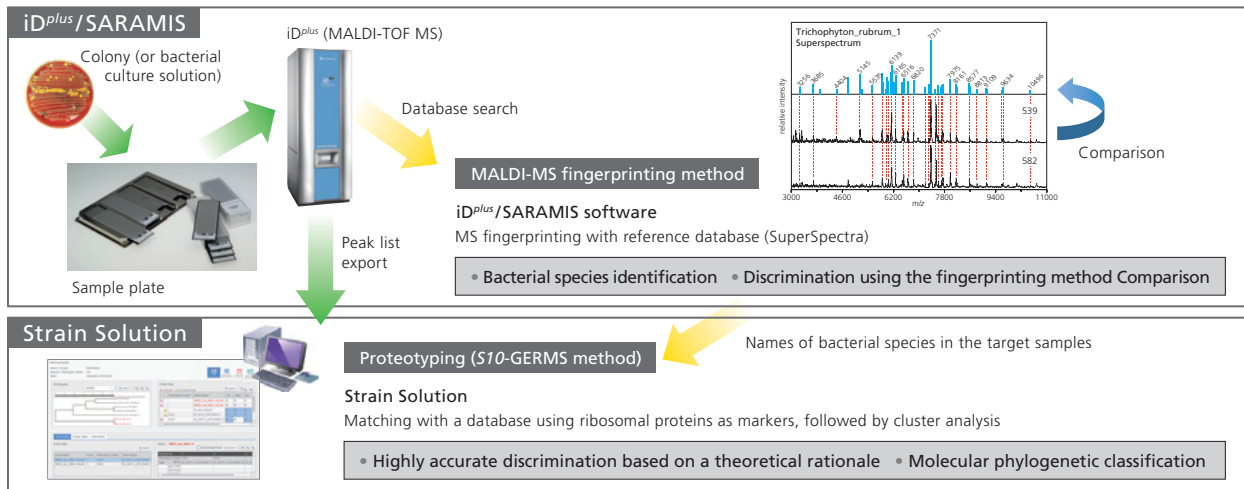 iDplus/SARAMIS
Colony (or bacterial
culture solution)
Sample plate
iDplus (MALDI-TOF MS)
Database search
Peak list
export
MALDI-MS fingerprinting method
iDplus/SARAMIS software
MS fingerprinting with reference database (SuperSpectra)
• Bacterial species identification • Discrimination using the fingerprinting method Comparison
Trichophyton_rubrum_1
Superspectrum
relative intensity
3256
3685
4404
5145
5535
6139
6165
6516
6820
7371
7975
8161
8577
8813
9109
9634
10496
539
582
3000 4600 6200 7800 9400 11000
m/z
Comparison
Strain Solution
Proteotyping (S10-GERMS method)
Names of bacterial species in the target samples
Strain Solution
Matching with a database using ribosomal proteins as markers, followed by cluster analysis
• Highly accurate discrimination based on a theoretical rationale • Molecular phylogenetic classification